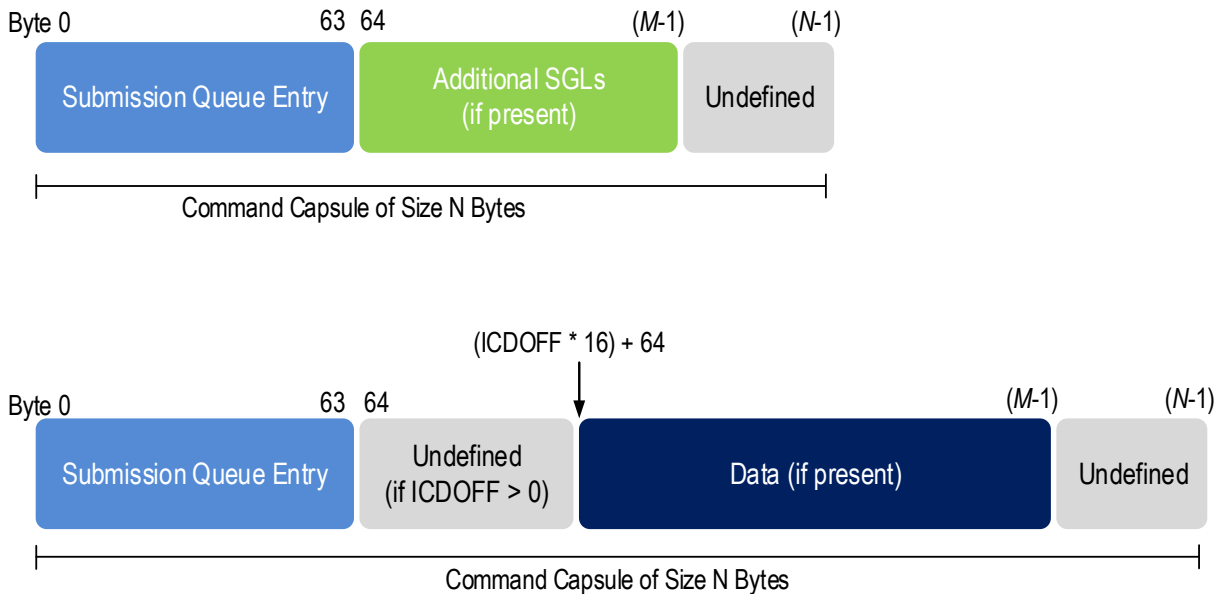 Byte 0 63 64 (M-1) (N-1)
Submission Queue Entry
Additional SGLs
(if present)
Undefined
Command Capsule of Size N Bytes
(ICDOFF * 16) + 64
Byte 0 63 64 (M-1) (N-1)
Submission Queue Entry
Undefined
(if ICDOFF > 0)
Data (if present)
Undefined
Command Capsule of Size N Bytes